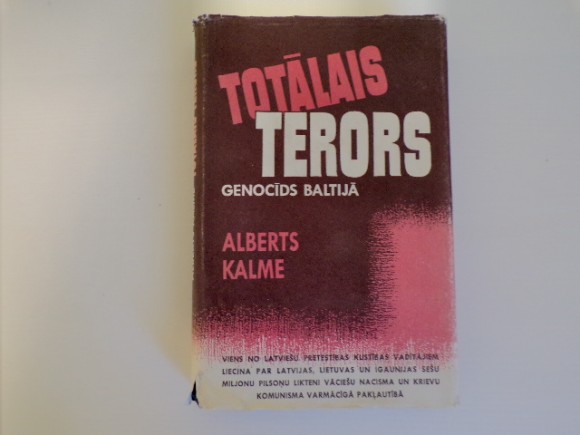 TOTĀLAIS
TERORS
GENOCĪDS BALTIJĀ
ALBERTS
KALME
VIENS NO LATVIEŠU PRETESTĪBAS KUSTĪBAS VADĪTĀJIEM
LIECINA PAR LATVIJAS, LIETUVAS UN IGAUNIJAS SEŠU
MILJONU PILSOŅU LIKTENI VĀCIEŠU NACISMA UN KRIEVU
KOMUNISMA VARMĀCĪGĀ PAKĻAUTĪBĀ